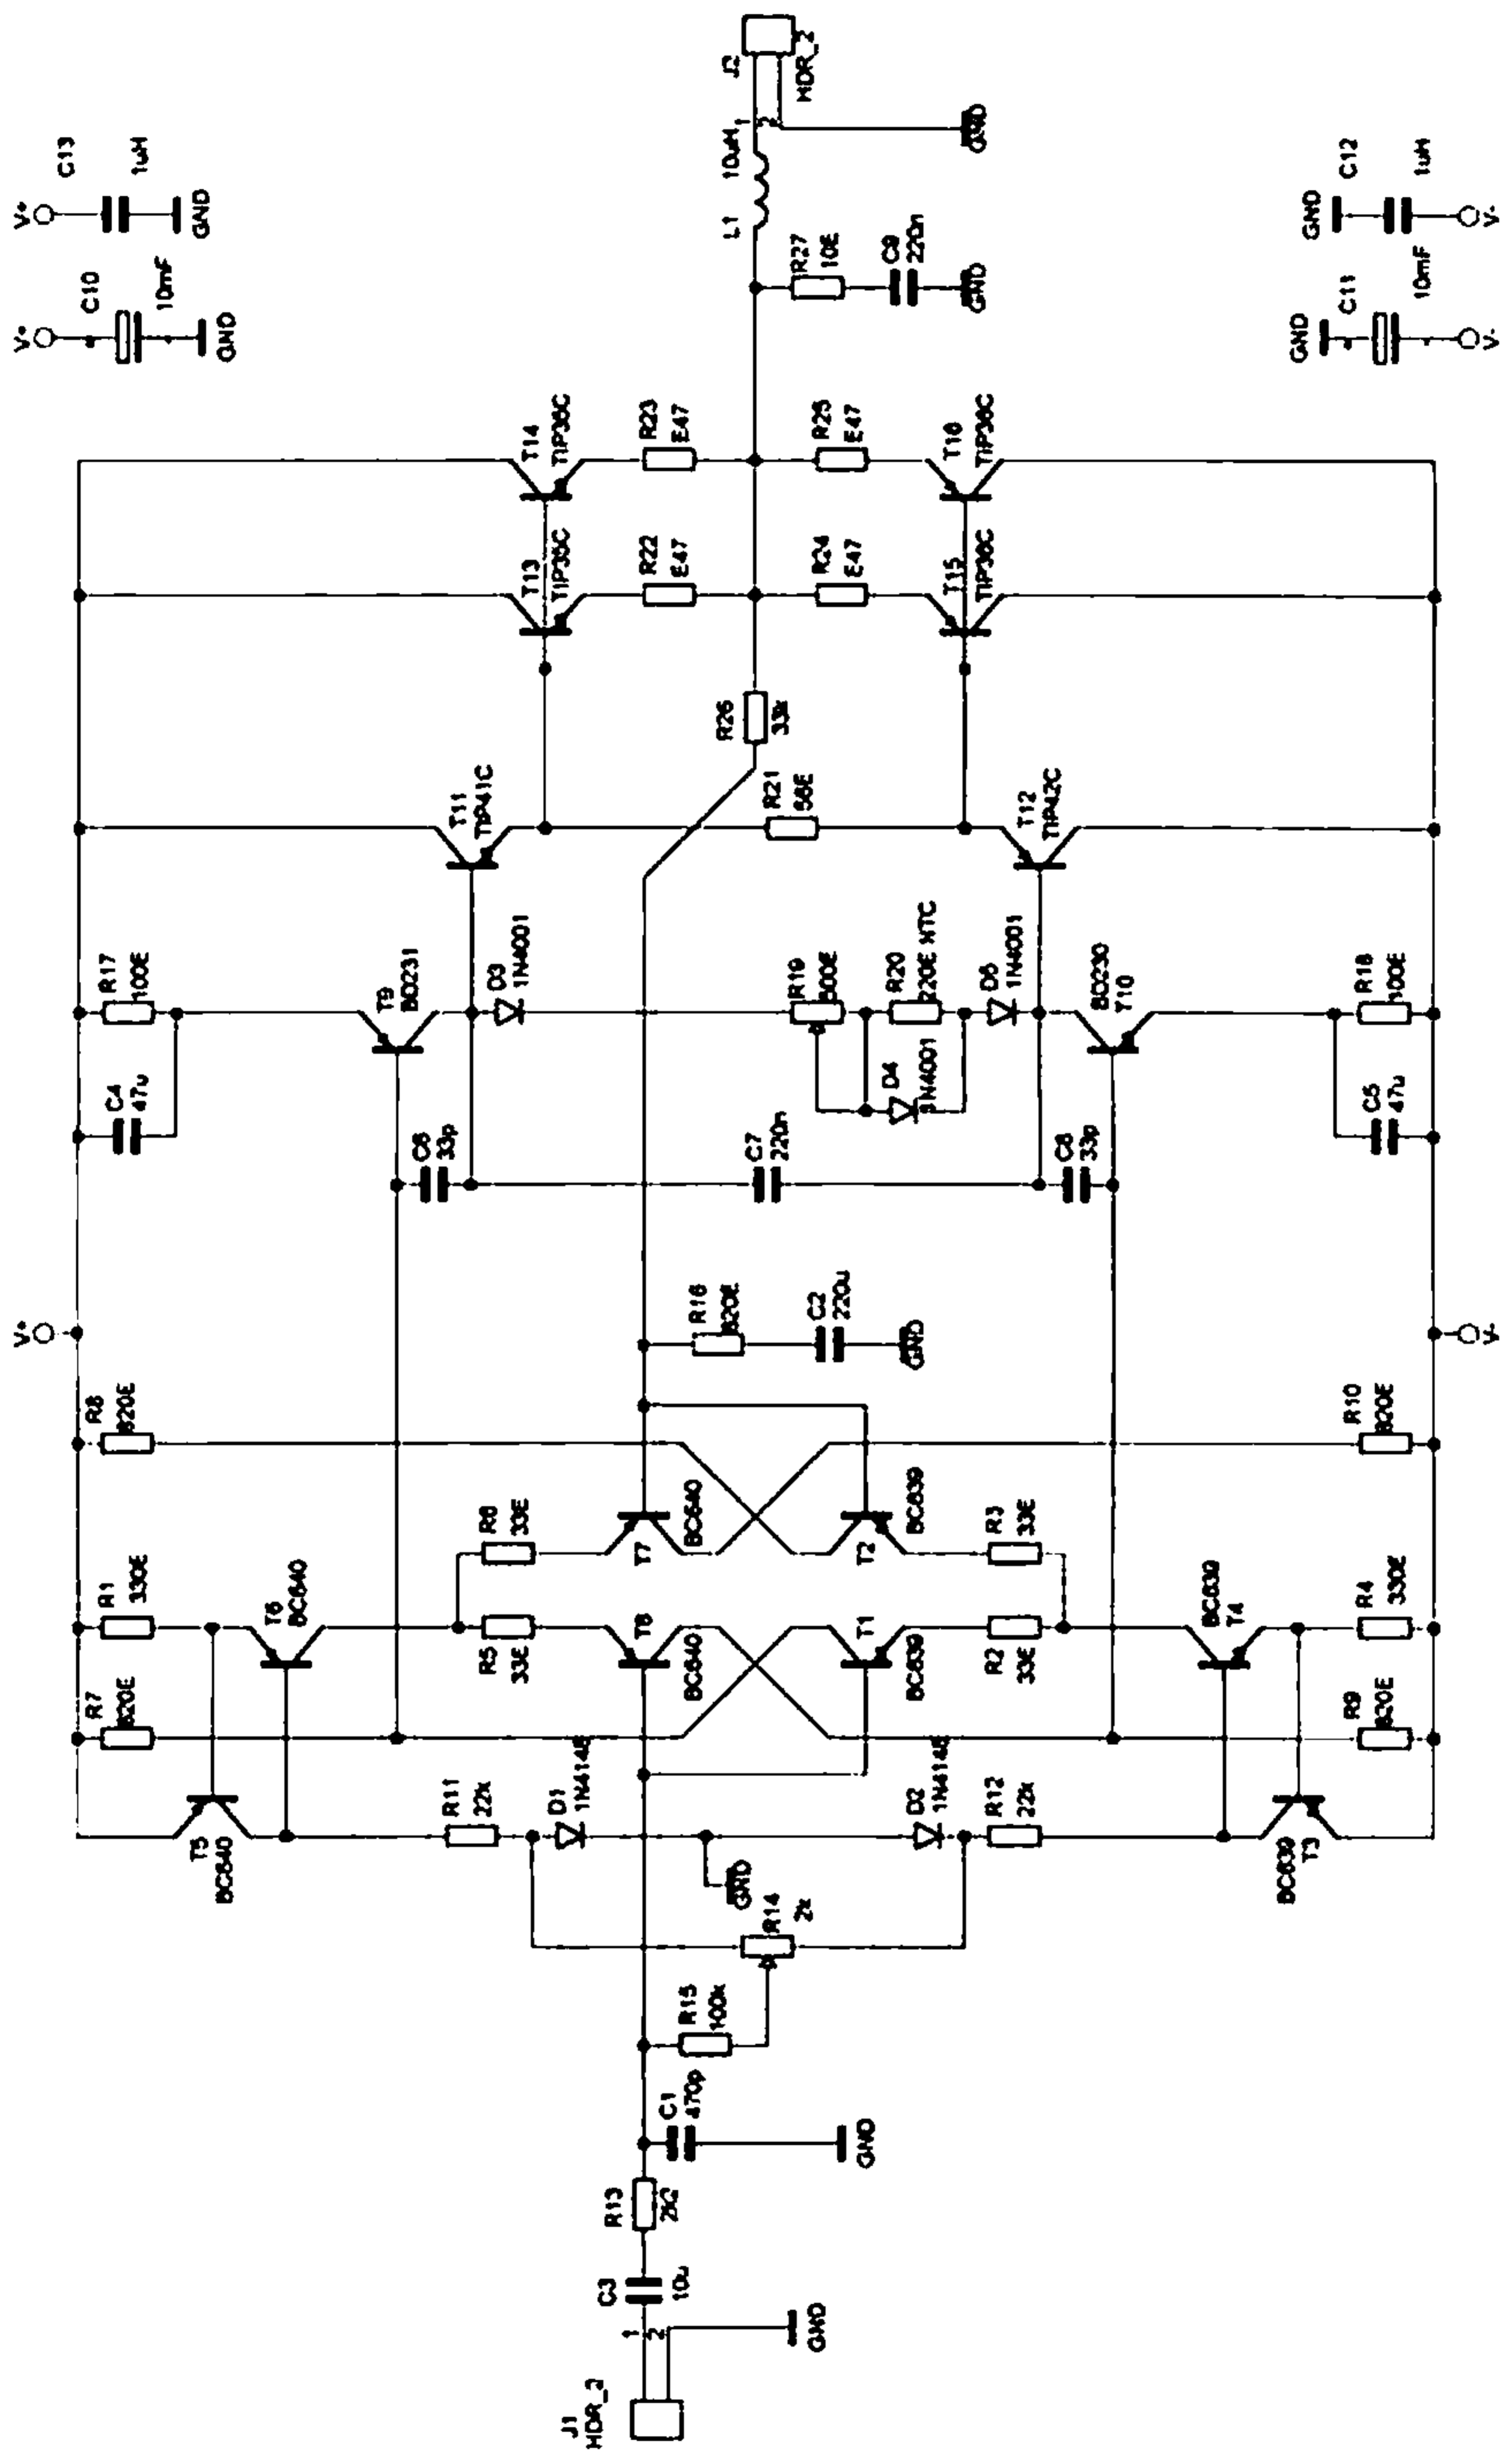 J1
HDR_2
1
2
GND
C3
10u
R13
2k2
C1
470p
GND
R15
100k
R14
2k
T5
BC640
R11
22k
D1
1N4148
GND
D2
1N4148
R12
22k
BC639
T3
R7
820E
R9
820E
R1
330E
T6
BC640
R5
33E
T8
BC640
T1
BC639
R2
33E
BC639
T4
R4
330E
R6
33E
T7
BC640
T2
BC639
R3
33E
R8
820E
R10
820E
V+
V-
R16
820E
C2
220u
GND
C4
47u
C6
33p
C7
220n
C8
33p
C5
47u
R17
100E
T9
BD231
D3
1N4001
R19
500E
R20
220E NTC
D4
1N4001
D5
1N4001
BD230
T10
R18
100E
T11
TIP41C
R21
56E
T12
TIP42C
R26
33k
T13
TIP35C
R22
E47
R24
E47
T15
TIP36C
T14
TIP35C
R23
E47
R25
E47
T16
TIP36C
R27
10E
C9
220n
GND
L1
10uH
1
2
J2
HDR_2
GND
V+
C10
10mF
GND
V+
C13
1uH
GND
GND
C11
10mF
V-
GND
C12
1uH
V-